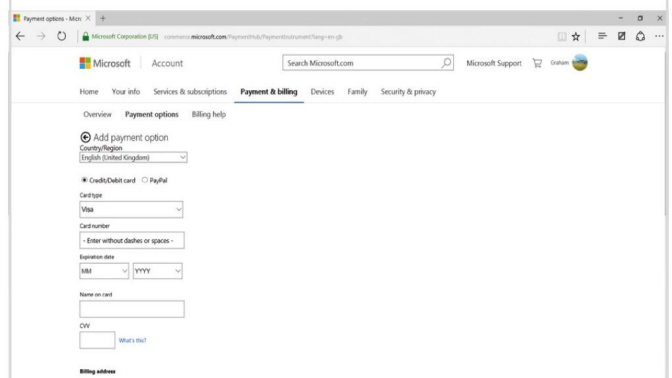 Payment options - Micr
Microsoft Corporation [US] commerce.microsoft.com/PaymentHub/PaymentInstrument?lang=en-gb
Microsoft Account Search Microsoft.com Microsoft Support Graham
Home Your info Services & subscriptions Payment & billing Devices Family Security & privacy
Overview Payment options Billing help
Add payment option
Country/Region
English (United Kingdom)
Credit/Debit card PayPal
Card type
Visa
Card number
- Enter without dashes or spaces -
Expiration date
MM YYYY
Name on card
CVV
What's this?
Billing address